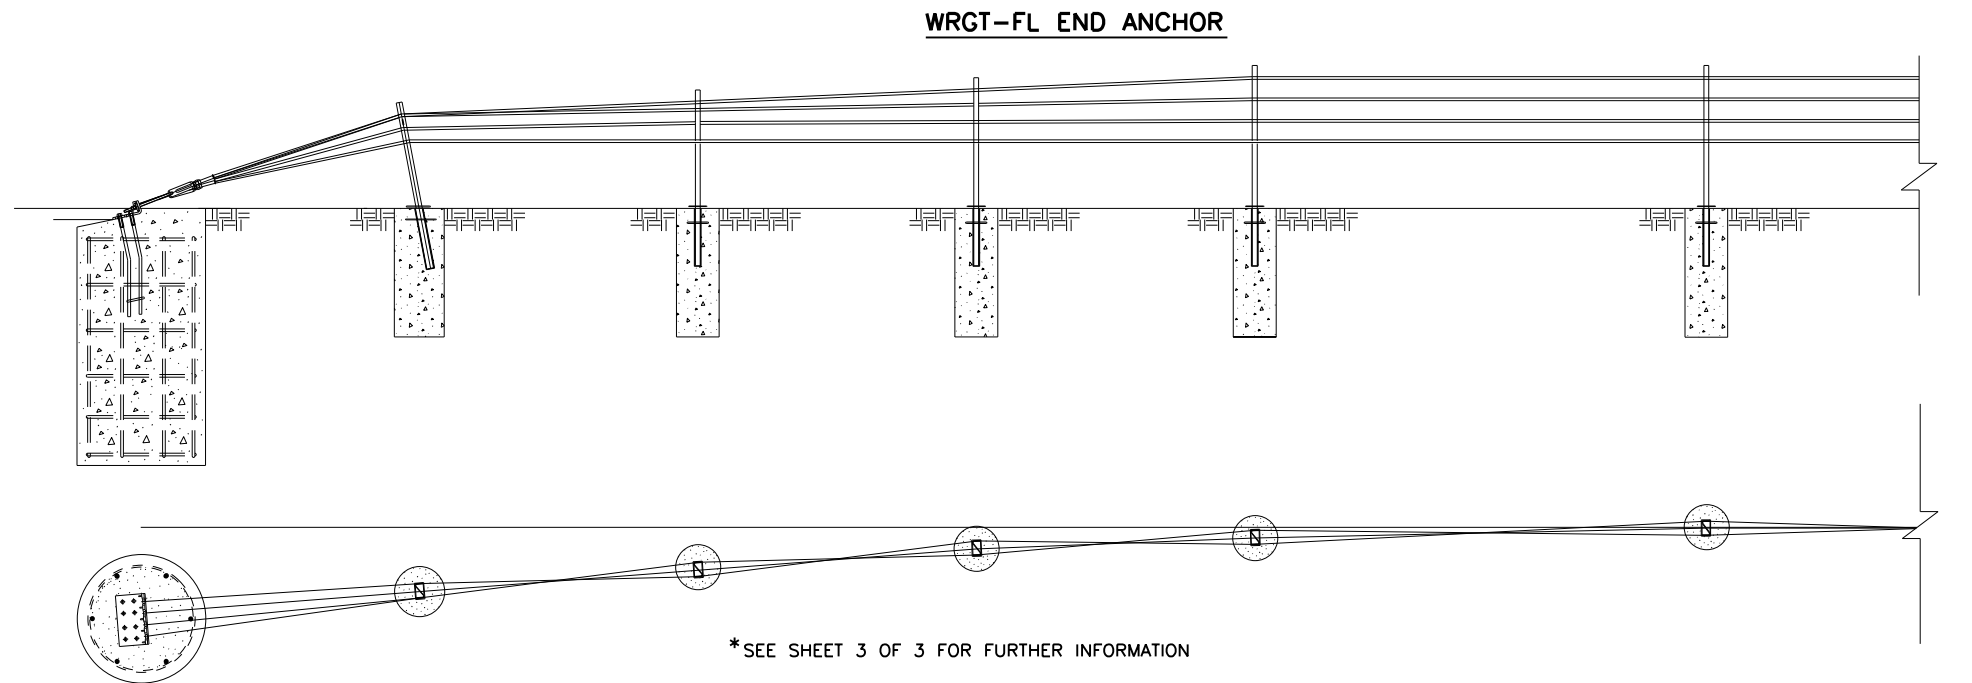 WRGT-FL END ANCHOR
*SEE SHEET 3 OF 3 FOR FURTHER INFORMATION